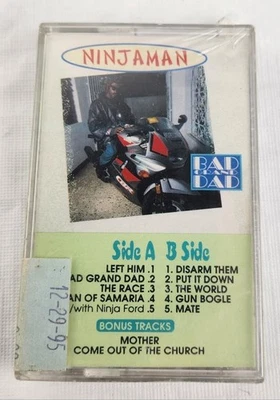 NINJAMAN
BAD
GRAND
DAD
Side A B Side
LEFT HIM .1 1. DISARM THEM
AD GRAND DAD .2 2. PUT IT DOWN
THE RACE .3 3. THE WORLD
AN OF SAMARIA .4 4. GUN BOGLE
/with Ninja Ford .5 5. MATE
12-29-95
BONUS TRACKS
MOTHER
COME OUT OF THE CHURCH